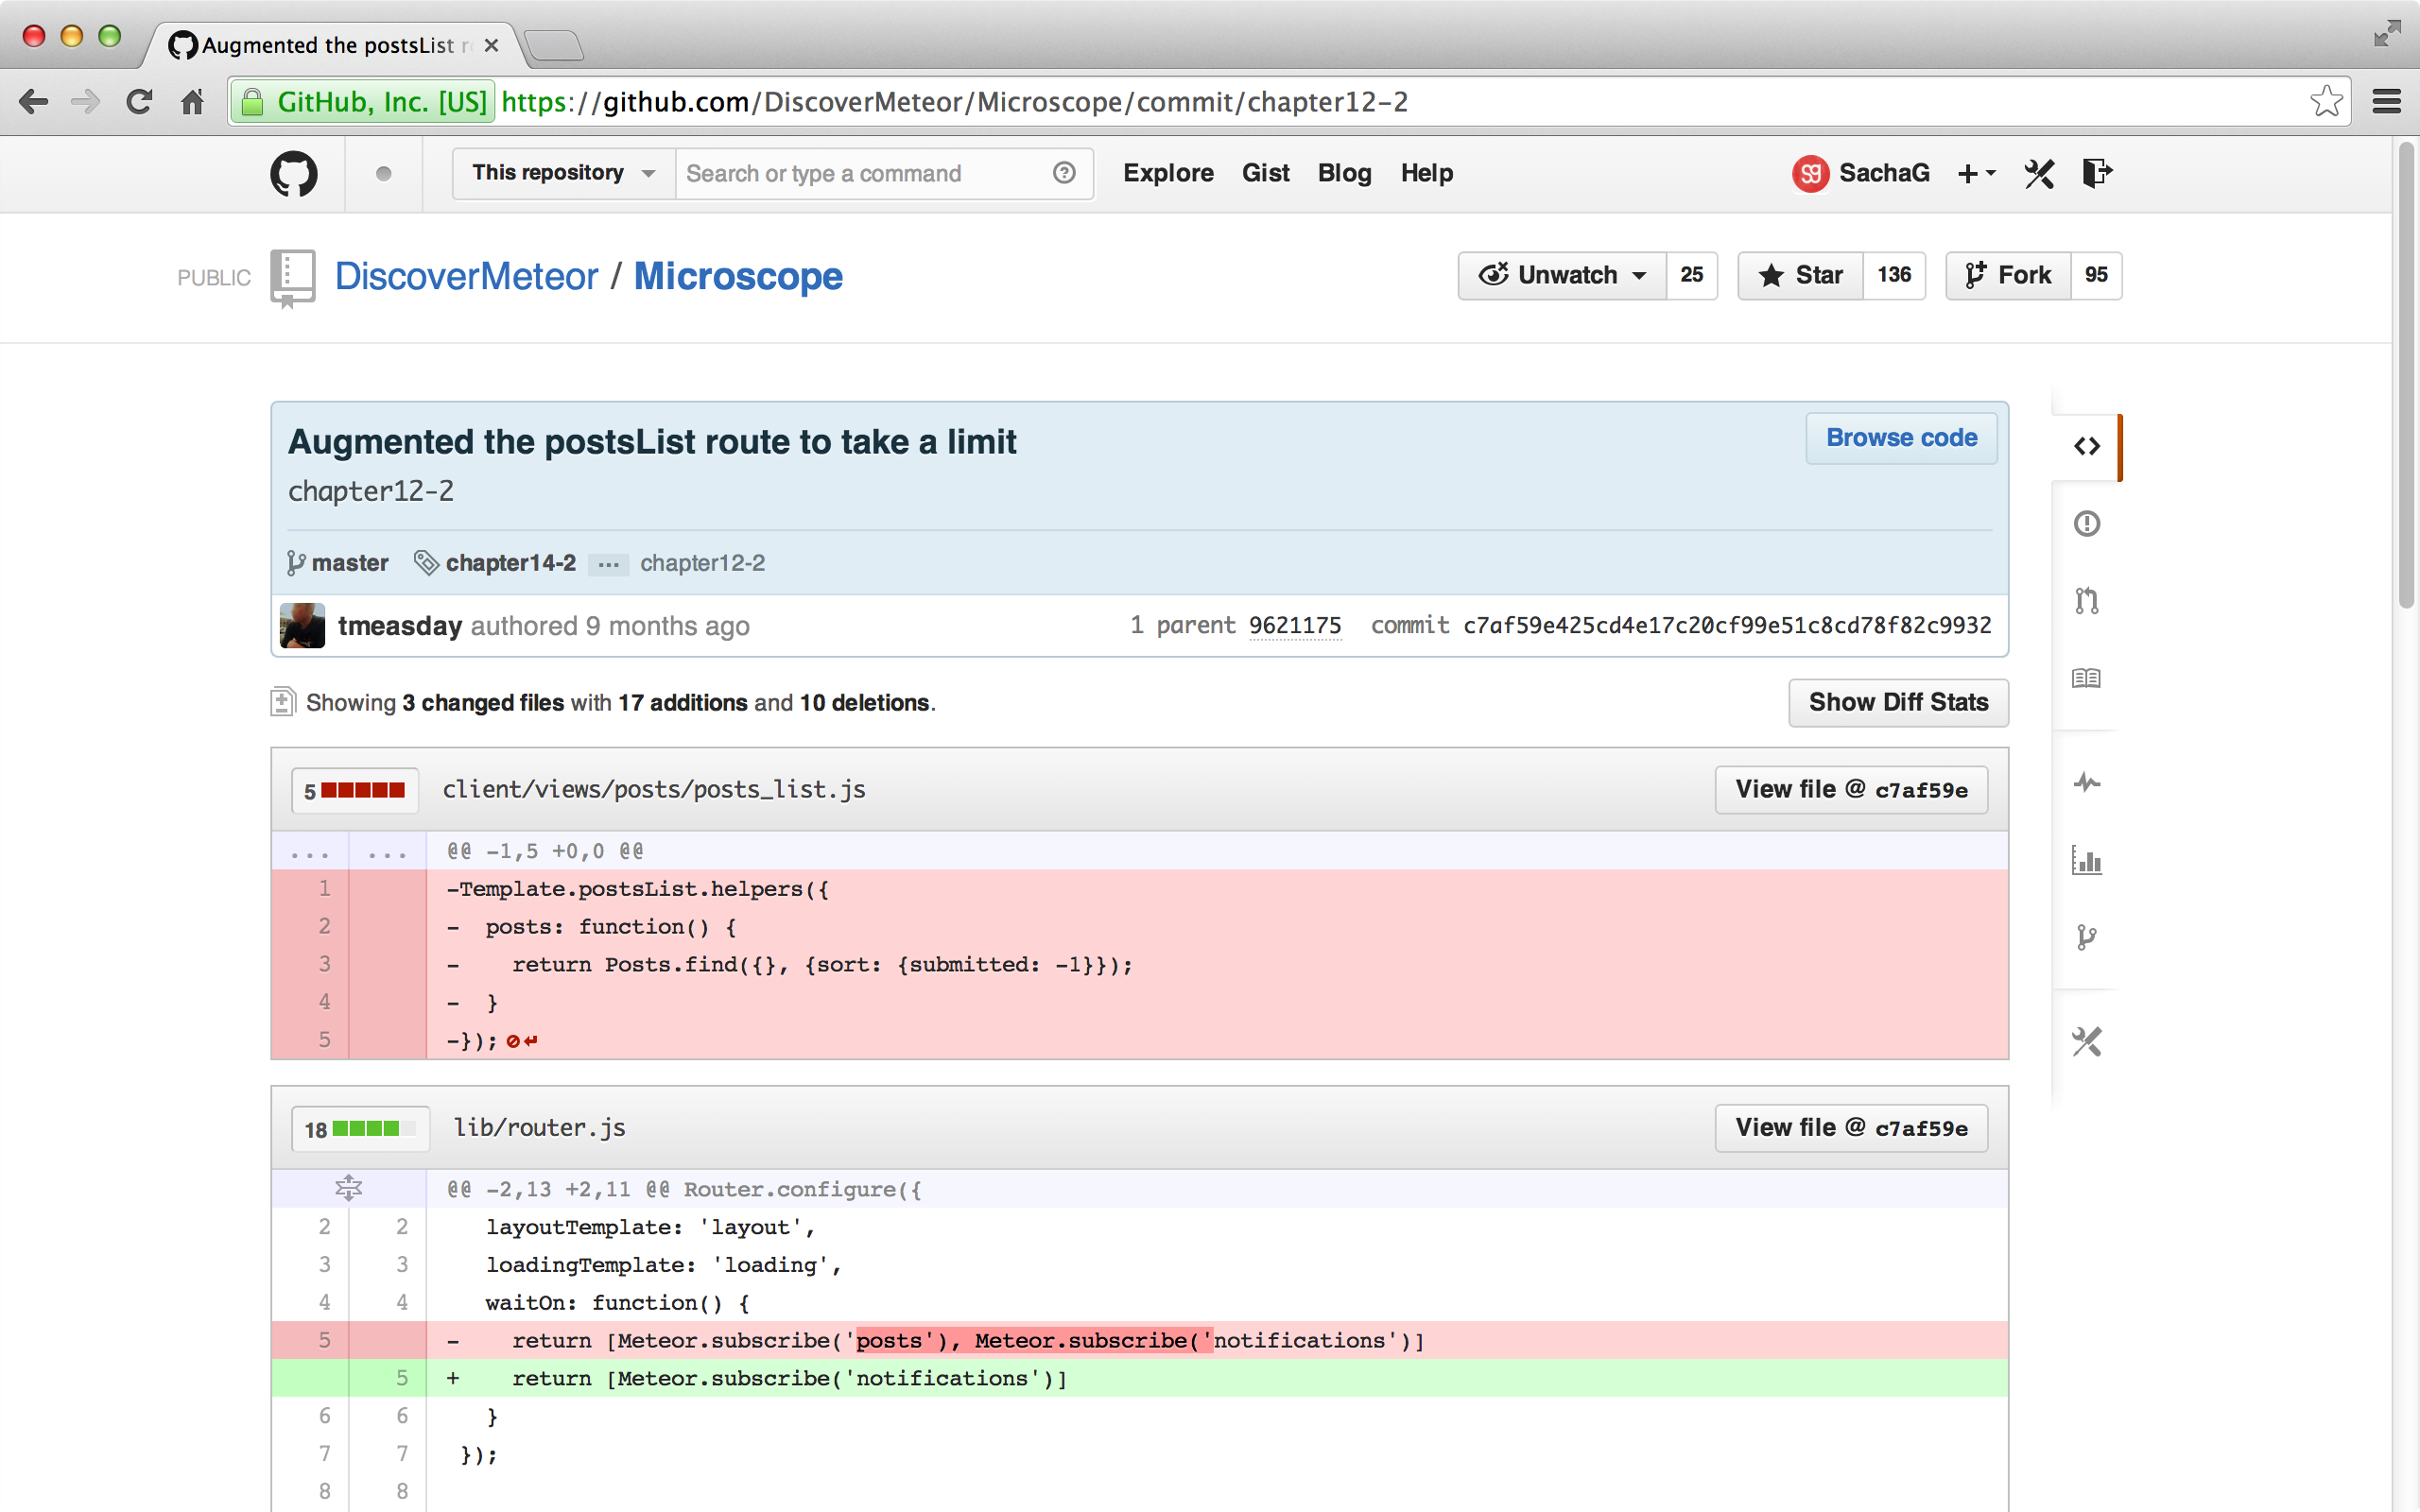 Augmented the postsList r
GitHub, Inc. [US] https://github.com/DiscoverMeteor/Microscope/commit/chapter12-2
This repository Search or type a command Explore Gist Blog Help SachaG
PUBLIC DiscoverMeteor / Microscope Unwatch 25 Star 136 Fork 95
Augmented the postsList route to take a limit Browse code
chapter12-2
master chapter14-2 ... chapter12-2
tmeasday authored 9 months ago 1 parent 9621175 commit c7af59e425cd4e17c20cf99e51c8cd78f82c9932
Showing 3 changed files with 17 additions and 10 deletions. Show Diff Stats
5 client/views/posts/posts_list.js View file @ c7af59e
... ... @@ -1,5 +0,0 @@
1 -Template.postsList.helpers({
2 -  posts: function() {
3 -    return Posts.find({}, {sort: {submitted: -1}});
4 -  }
5 -});
18 lib/router.js View file @ c7af59e
@@ -2,13 +2,11 @@ Router.configure({
2 2 layoutTemplate: 'layout',
3 3 loadingTemplate: 'loading',
4 4 waitOn: function() {
5 -    return [Meteor.subscribe('posts'), Meteor.subscribe('notifications')]
5 +    return [Meteor.subscribe('notifications')]
6 6 }
7 7 });
8 8